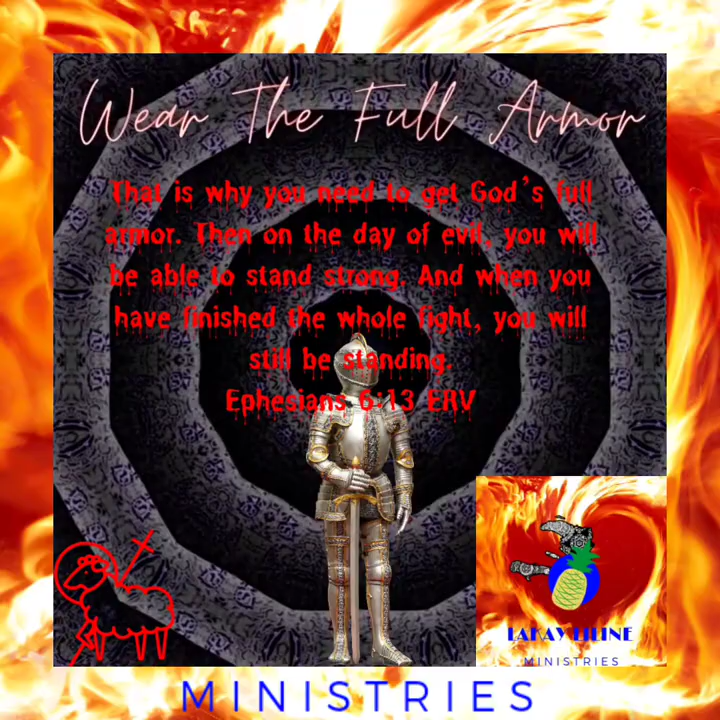 Wear The Full Armor
That is why you need to get God's full
armor. Then on the day of evil, you will
be able to stand strong. And when you
have finished the whole fight, you will
still be standing.
Ephesians 6:13 ERV
LAKAY LILINE
MINISTRIES
MINISTRIES